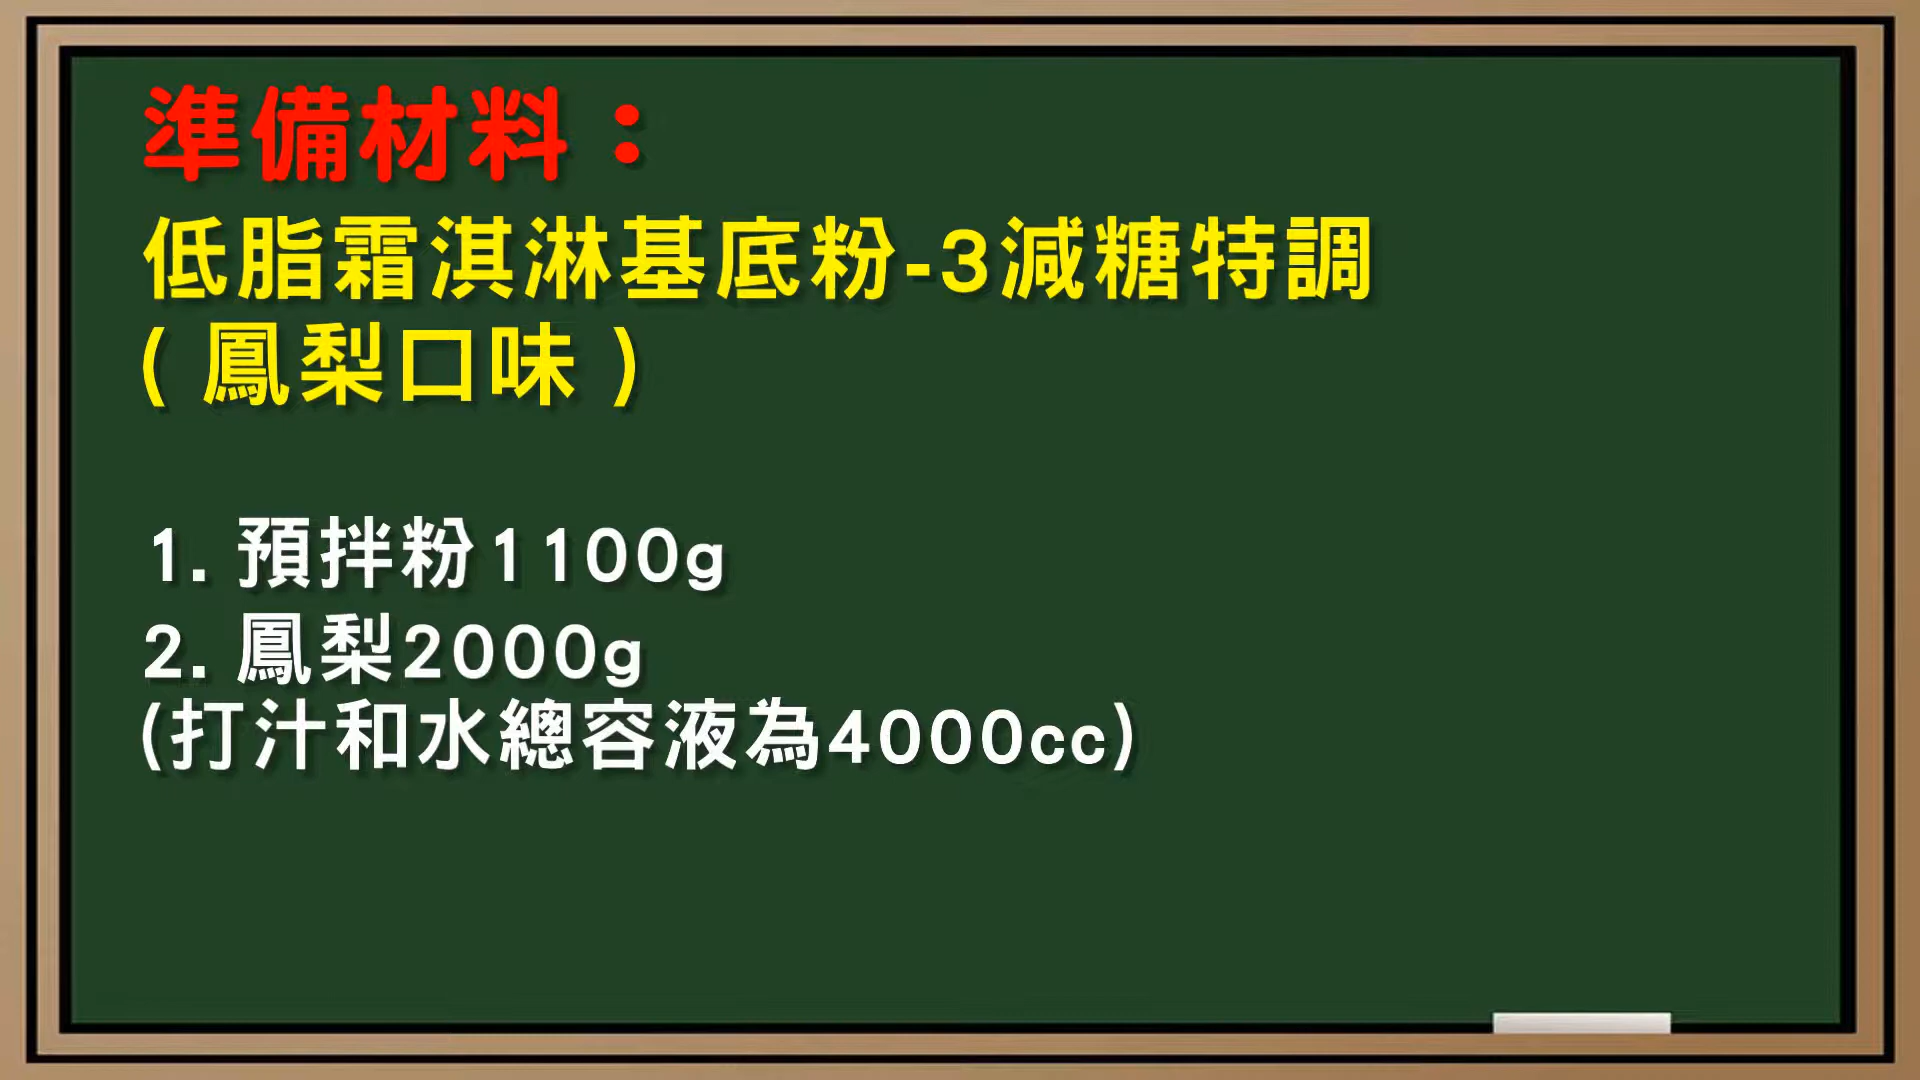 準備材料：
低脂霜淇淋基底粉-3減糖特調
(鳳梨口味)
1. 預拌粉1100g
2. 鳳梨2000g
(打汁和水總容液為4000cc)